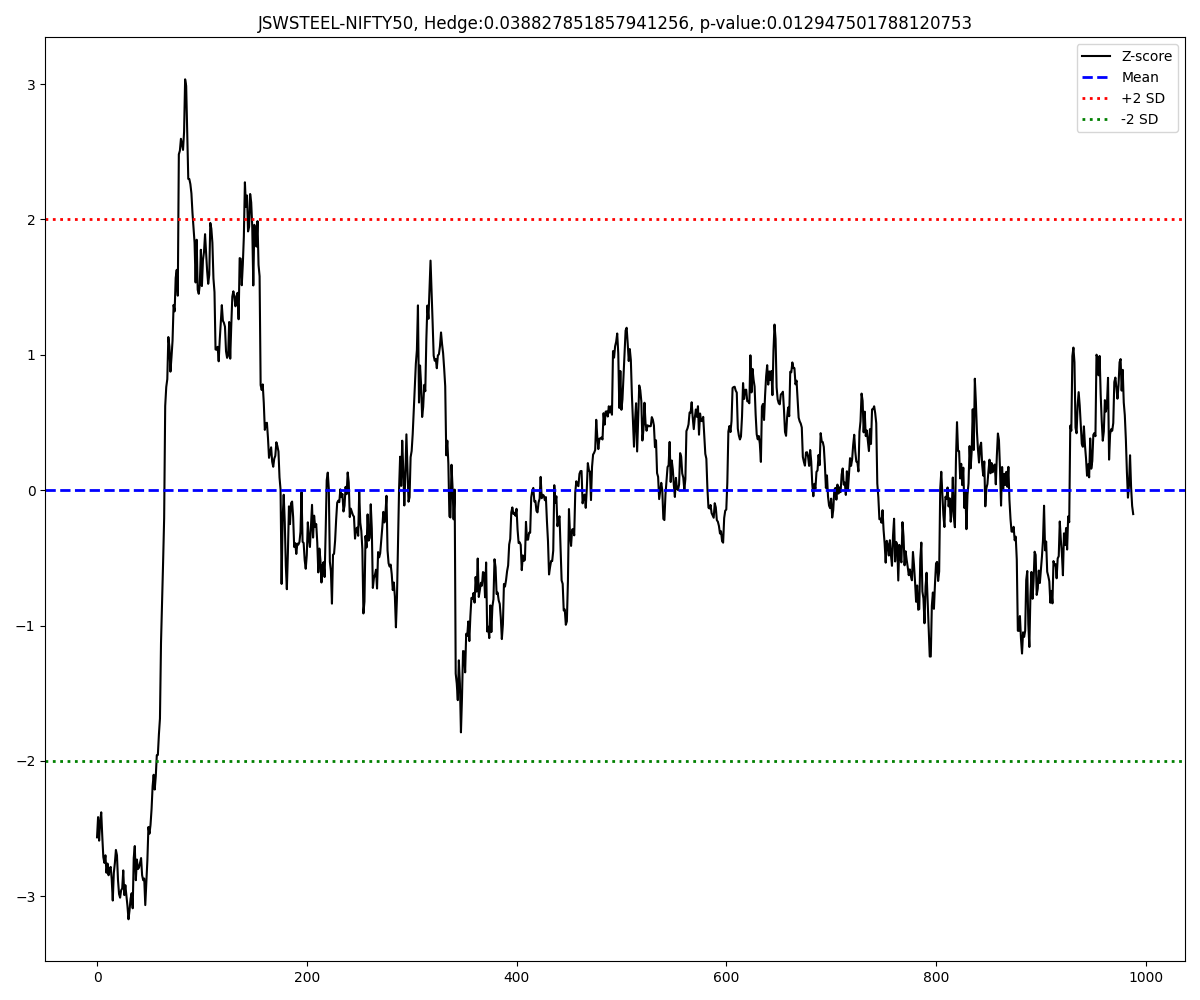 JSWSTEEL-NIFTY50, Hedge:0.038827851857941256, p-value:0.012947501788120753
Z-score
Mean
+2 SD
-2 SD
3
2
1
0
−1
−2
−3
0 200 400 600 800 1000